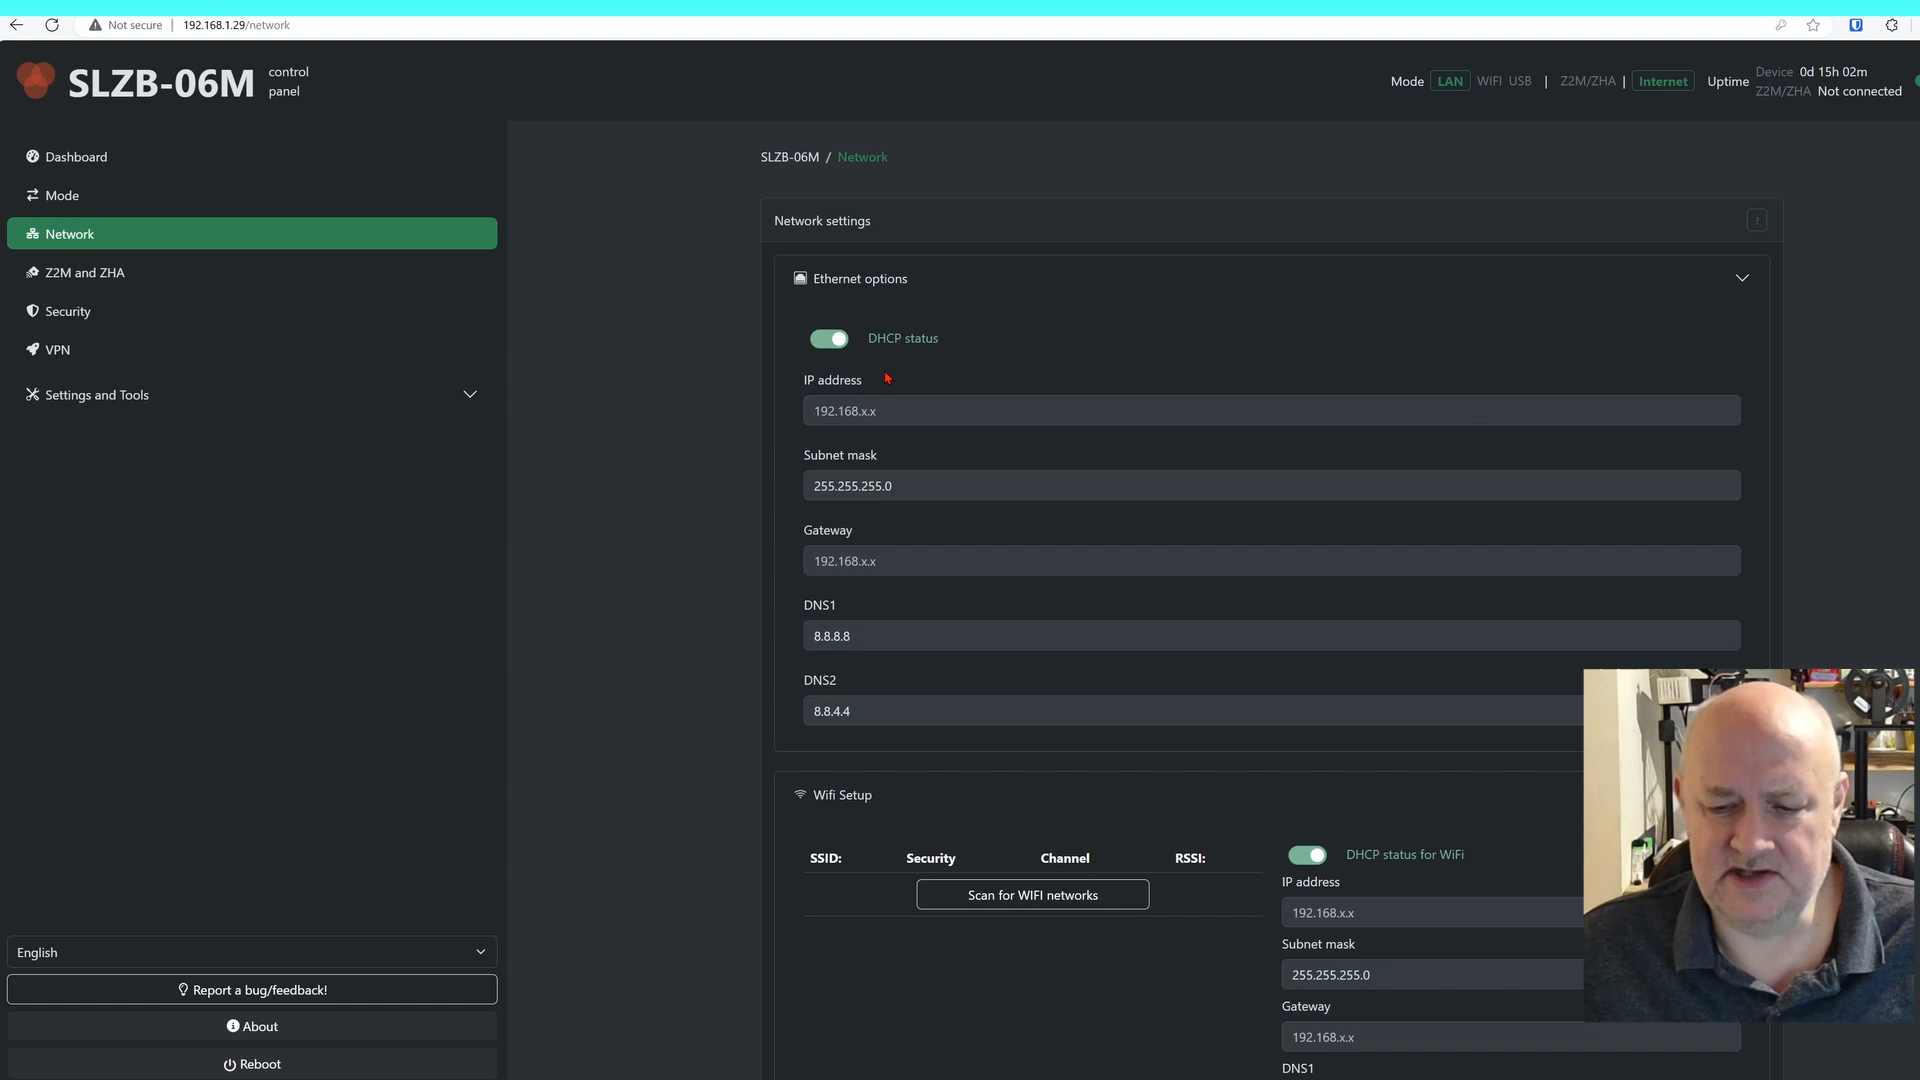 Not secure | 192.168.1.29/network
SLZB-06M control panel
Mode LAN WIFI USB | Z2M/ZHA | Internet Uptime Device 0d 15h 02m
Z2M/ZHA Not connected
Dashboard
Mode
Network
Z2M and ZHA
Security
VPN
Settings and Tools
English
Report a bug/feedback!
About
Reboot
SLZB-06M / Network
Network settings
?
Ethernet options
DHCP status
IP address
192.168.x.x
Subnet mask
255.255.255.0
Gateway
192.168.x.x
DNS1
8.8.8.8
DNS2
8.8.4.4
Wifi Setup
SSID: Security Channel RSSI:
Scan for WIFI networks
DHCP status for WiFi
IP address
192.168.x.x
Subnet mask
255.255.255.0
Gateway
192.168.x.x
DNS1